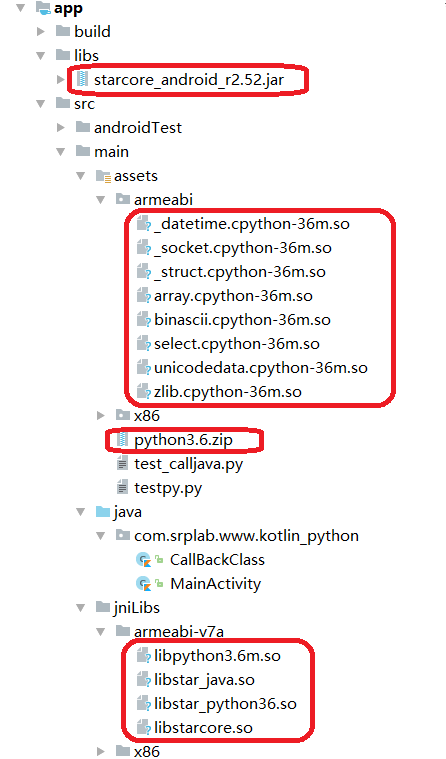 app
build
libs
starcore_android_r2.52.jar
src
androidTest
main
assets
armeabi
_datetime.cpython-36m.so
_socket.cpython-36m.so
_struct.cpython-36m.so
array.cpython-36m.so
binascii.cpython-36m.so
select.cpython-36m.so
unicodedata.cpython-36m.so
zlib.cpython-36m.so
x86
python3.6.zip
test_calljava.py
testpy.py
java
com.srplab.www.kotlin_python
CallBackClass
MainActivity
jniLibs
armeabi-v7a
libpython3.6m.so
libstar_java.so
libstar_python36.so
libstarcore.so
x86